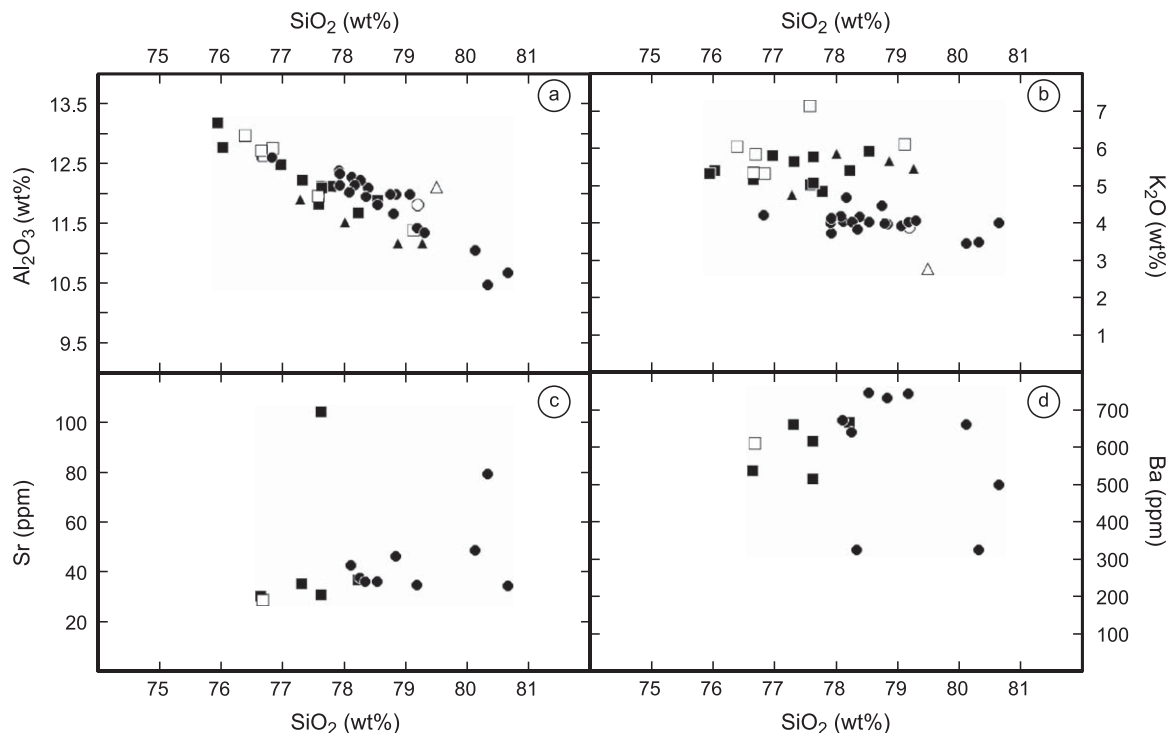 SiO2 (wt%) SiO2 (wt%)
75 76 77 78 79 80 81 75 76 77 78 79 80 81
a b
13.5
12.5
11.5
10.5
9.5
Al2O3 (wt%)
7
6
5
4
3
2
1
K2O (wt%)
c d
100
80
60
40
20
Sr (ppm)
700
600
500
400
300
200
100
Ba (ppm)
75 76 77 78 79 80 81 75 76 77 78 79 80 81
SiO2 (wt%) SiO2 (wt%)